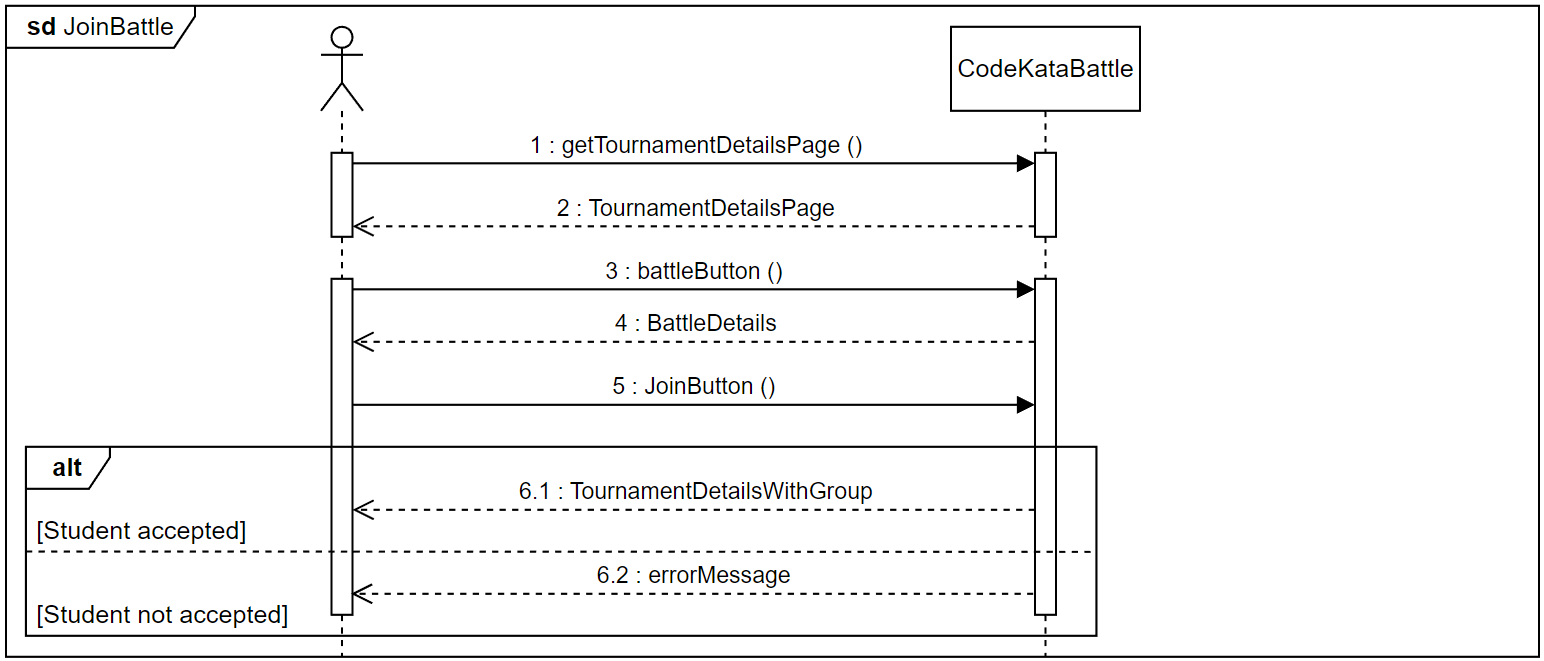 sd JoinBattle
CodeKataBattle
1 : getTournamentDetailsPage ()
2 : TournamentDetailsPage
3 : battleButton ()
4 : BattleDetails
5 : JoinButton ()
alt
6.1 : TournamentDetailsWithGroup
[Student accepted]
6.2 : errorMessage
[Student not accepted]